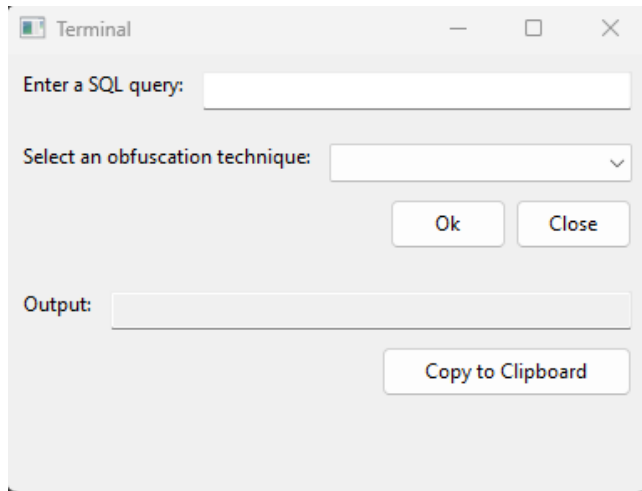 Terminal
Enter a SQL query:
Select an obfuscation technique:
Ok Close
Output:
Copy to Clipboard